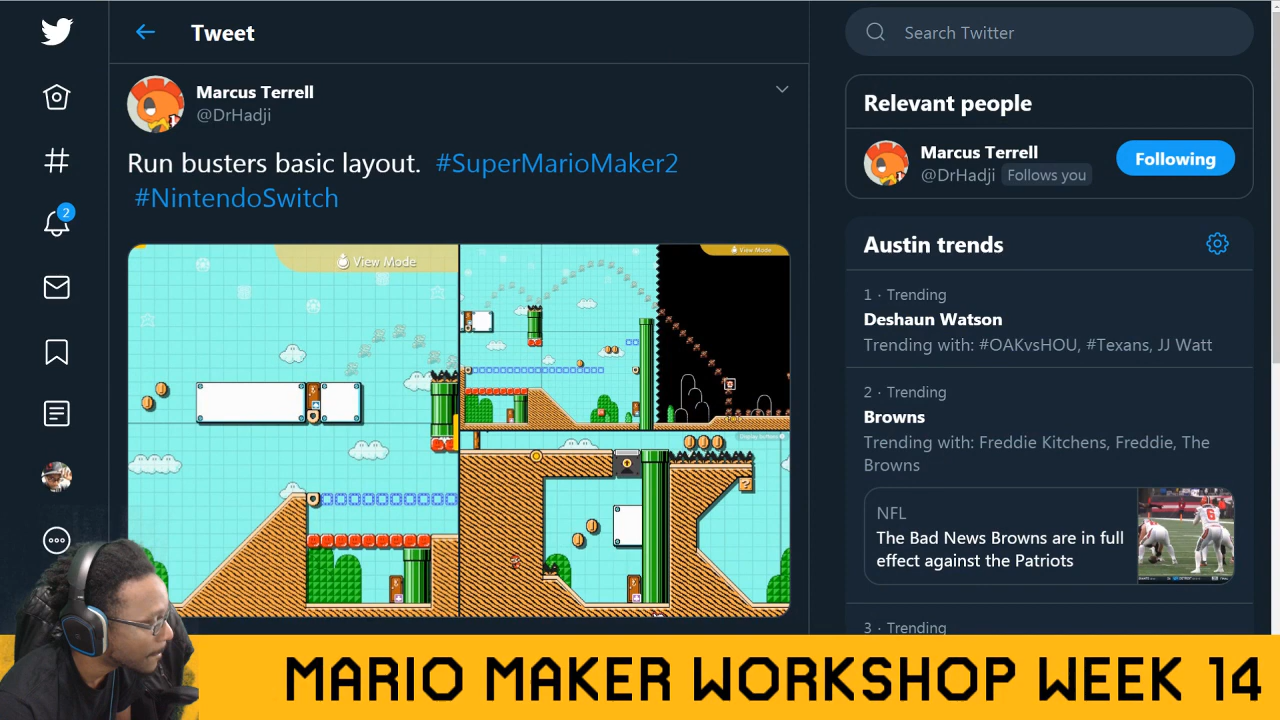 Tweet
Marcus Terrell
@DrHadji
Run busters basic layout. #SuperMarioMaker2
#NintendoSwitch
View Mode
View Mode
?
2
Search Twitter
Relevant people
Marcus Terrell
@DrHadji Follows you
Following
Austin trends
1 · Trending
Deshaun Watson
Trending with: #OAKvsHOU, #Texans, JJ Watt
2 · Trending
Browns
Trending with: Freddie Kitchens, Freddie, The
Browns
NFL
The Bad News Browns are in full
effect against the Patriots
6
3 · Trending
MARIO MAKER WORKSHOP WEEK 14